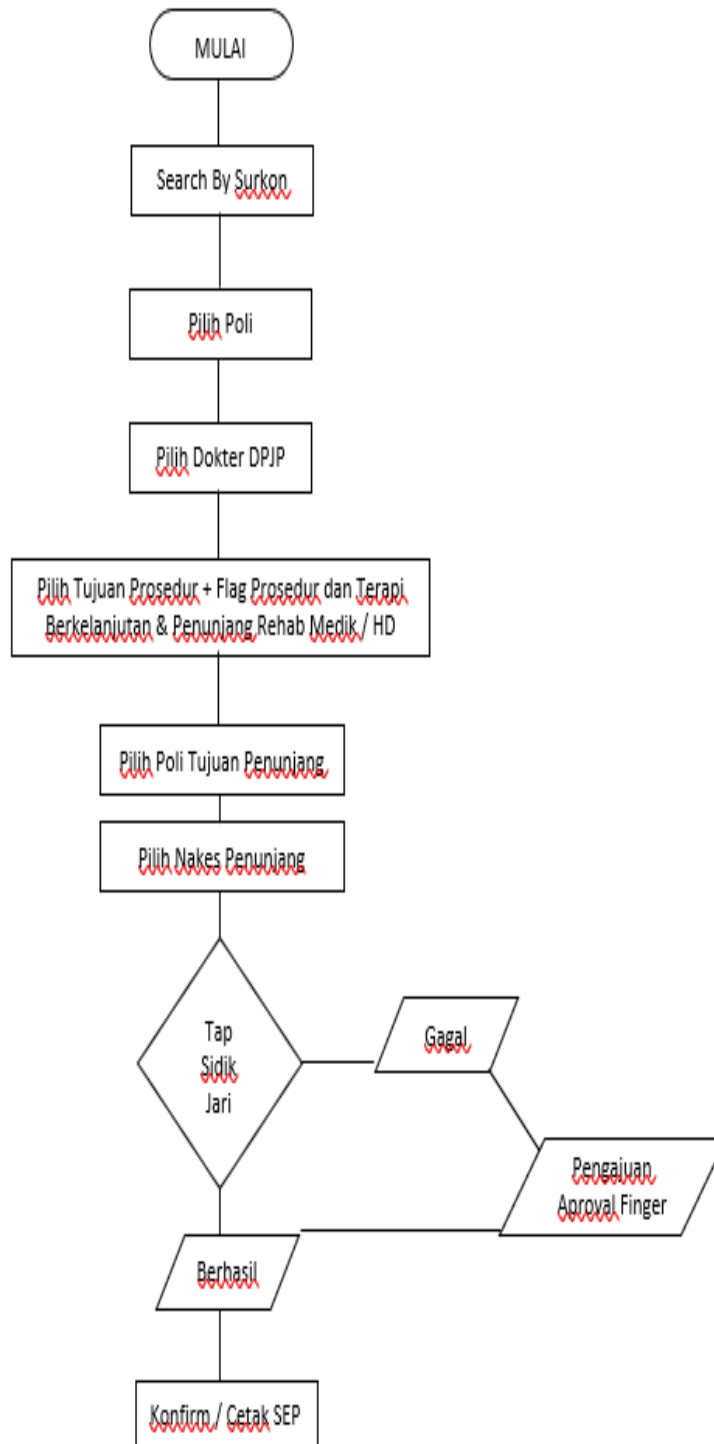 MULAI
Search By Surkon
Pilih Poli
Pilih Dokter DPJP
Pilih Tujuan Prosedur + Flag Prosedur dan Terapi
Berkelanjutan & Penunjang Rehab Medik / HD
Pilih Poli Tujuan Penunjang
Pilih Nakes Penunjang
Tap
Sidik
Jari
Gagal
Pengajuan
Aproval Finger
Berhasil
Konfirm / Cetak SEP